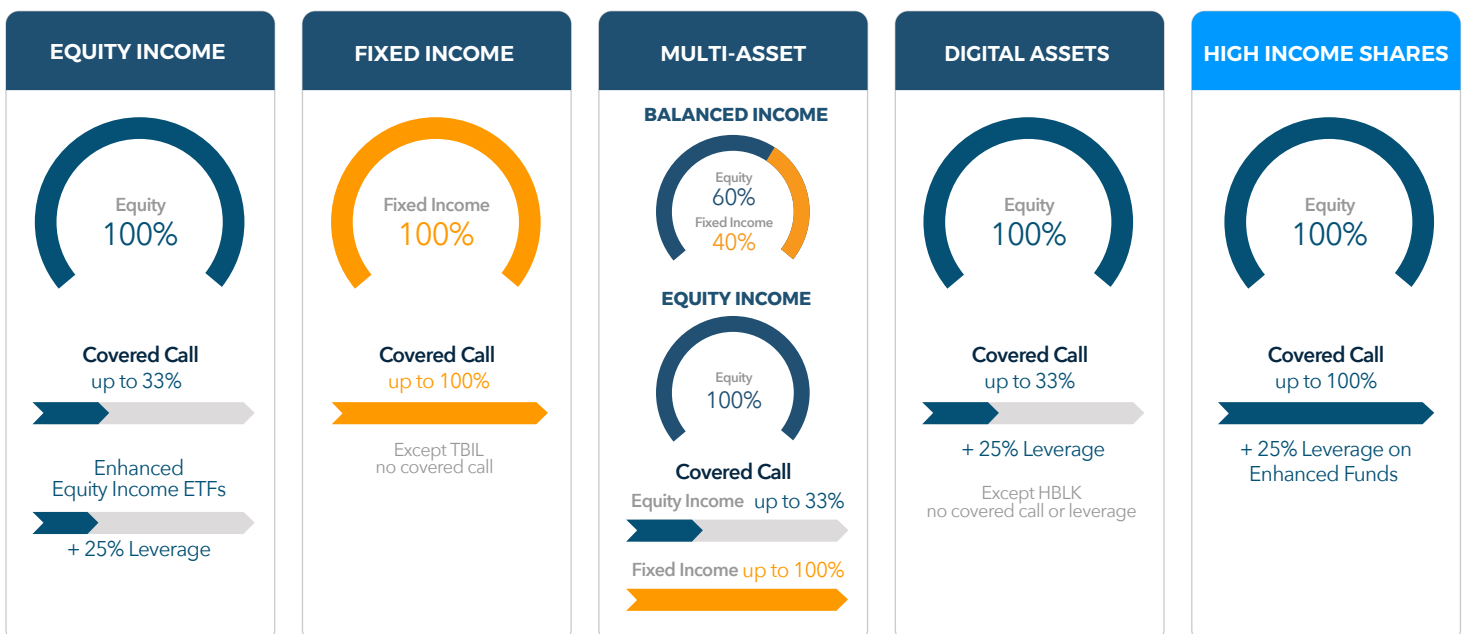 EQUITY INCOME
Equity
100%
Covered Call
up to 33%
Enhanced
Equity Income ETFs
+ 25% Leverage
FIXED INCOME
Fixed Income
100%
Covered Call
up to 100%
Except TBIL
no covered call
MULTI-ASSET
BALANCED INCOME
Equity
60%
Fixed Income
40%
EQUITY INCOME
Equity
100%
Covered Call
Equity Income up to 33%
Fixed Income up to 100%
DIGITAL ASSETS
Equity
100%
Covered Call
up to 33%
+ 25% Leverage
Except HBLK
no covered call or leverage
HIGH INCOME SHARES
Equity
100%
Covered Call
up to 100%
+ 25% Leverage on
Enhanced Funds